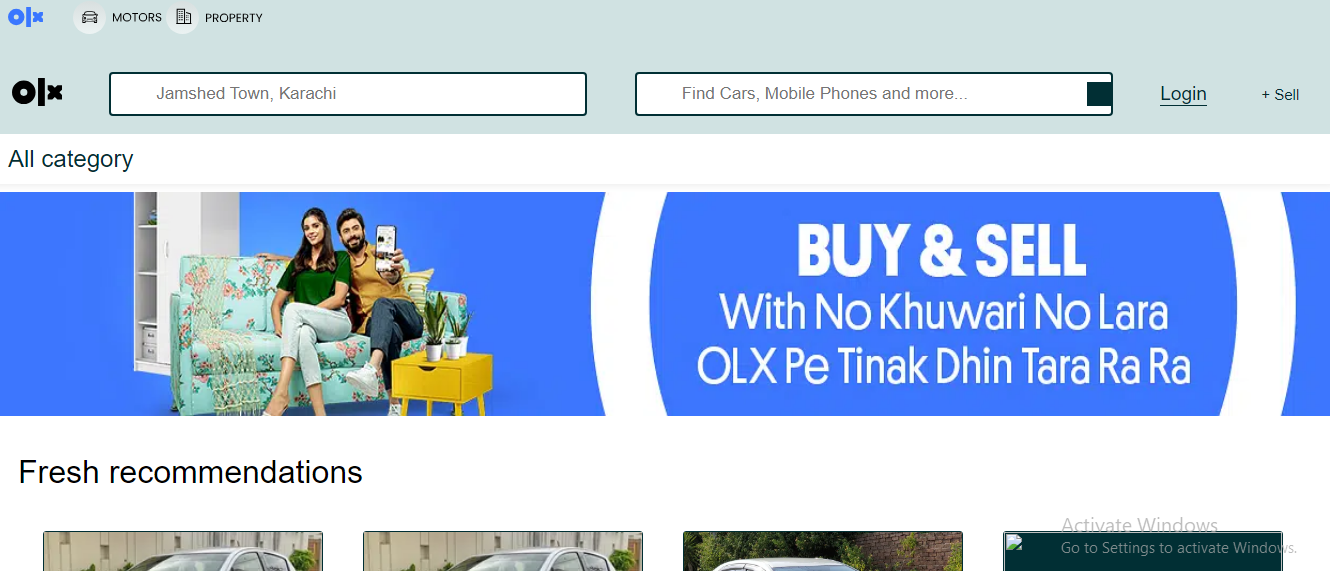 olx MOTORS PROPERTY
olx Jamshed Town, Karachi Find Cars, Mobile Phones and more... Login + Sell
All category
BUY & SELL
With No Khuwari No Lara
OLX Pe Tinak Dhin Tara Ra Ra
Fresh recommendations
Activate Windows
Go to Settings to activate Windows.